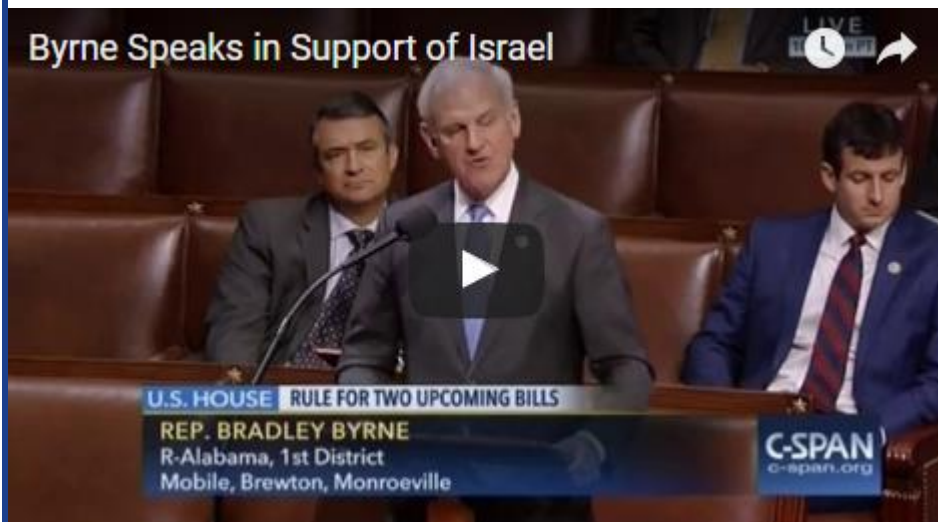 Byrne Speaks in Support of Israel
LIVE
U.S. HOUSE RULE FOR TWO UPCOMING BILLS
REP. BRADLEY BYRNE
R-Alabama, 1st District
Mobile, Brewton, Monroeville
C-SPAN
c-span.org